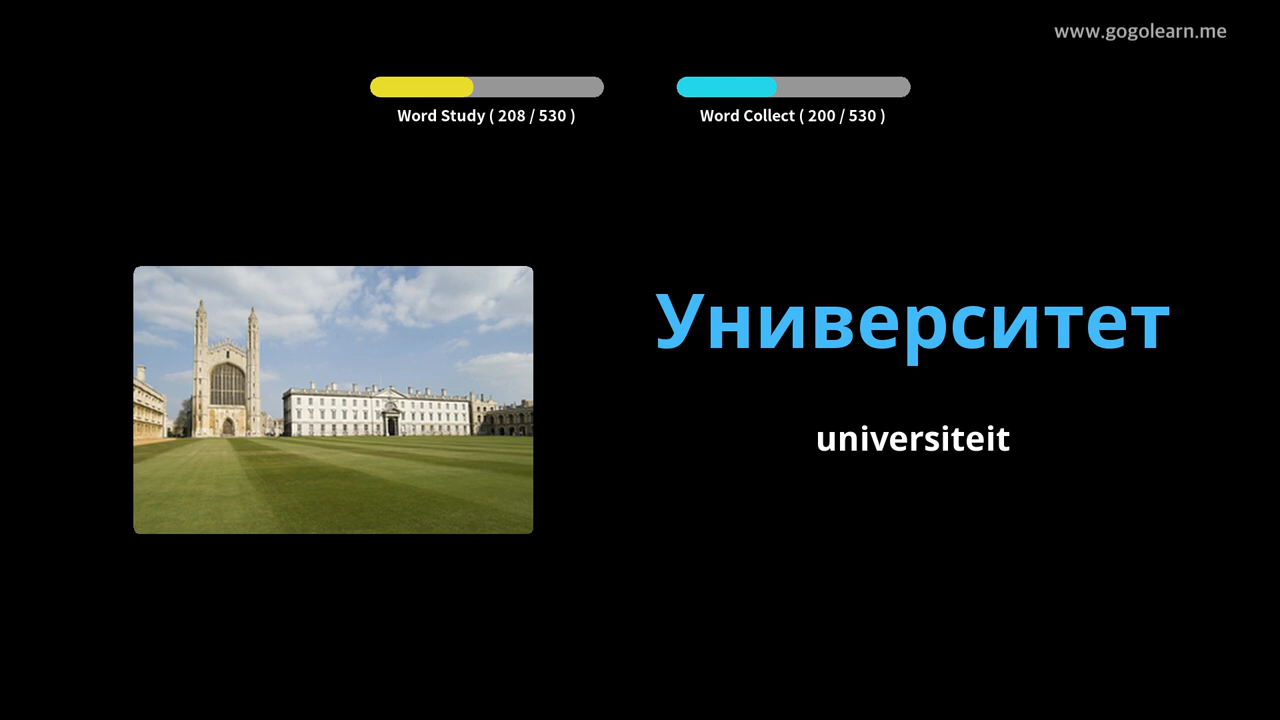 www.gogolearn.me
Word Study ( 208 / 530 )
Word Collect ( 200 / 530 )
Университет
universiteit